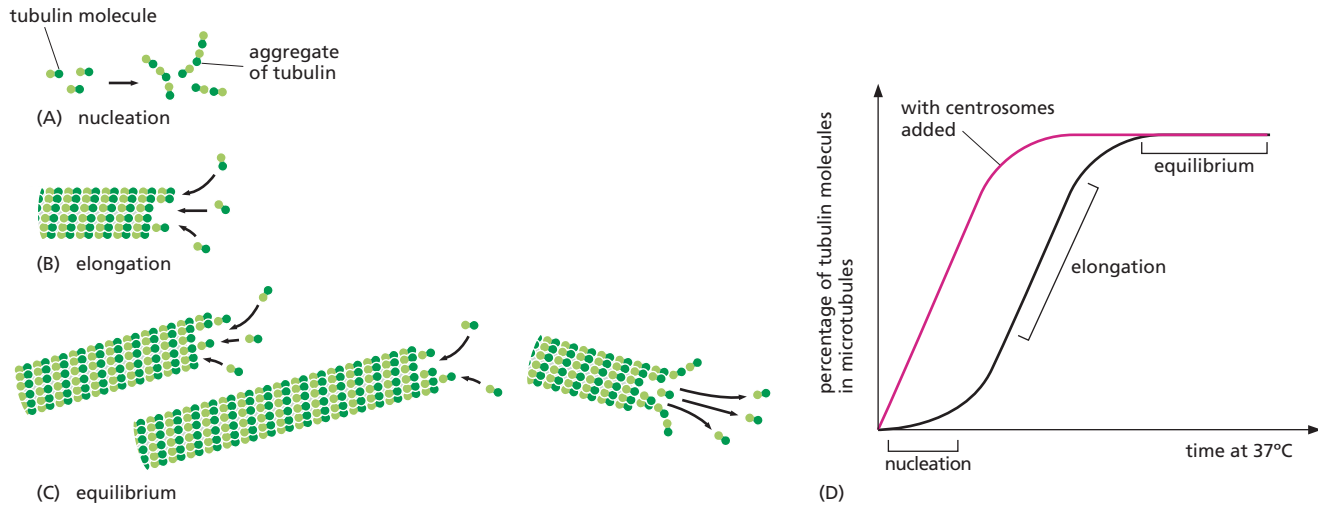 tubulin molecule
aggregate
of tubulin
(A) nucleation
(B) elongation
(C) equilibrium
percentage of tubulin molecules
in microtubules
with centrosomes
added
equilibrium
elongation
nucleation
time at 37ºC
(D)